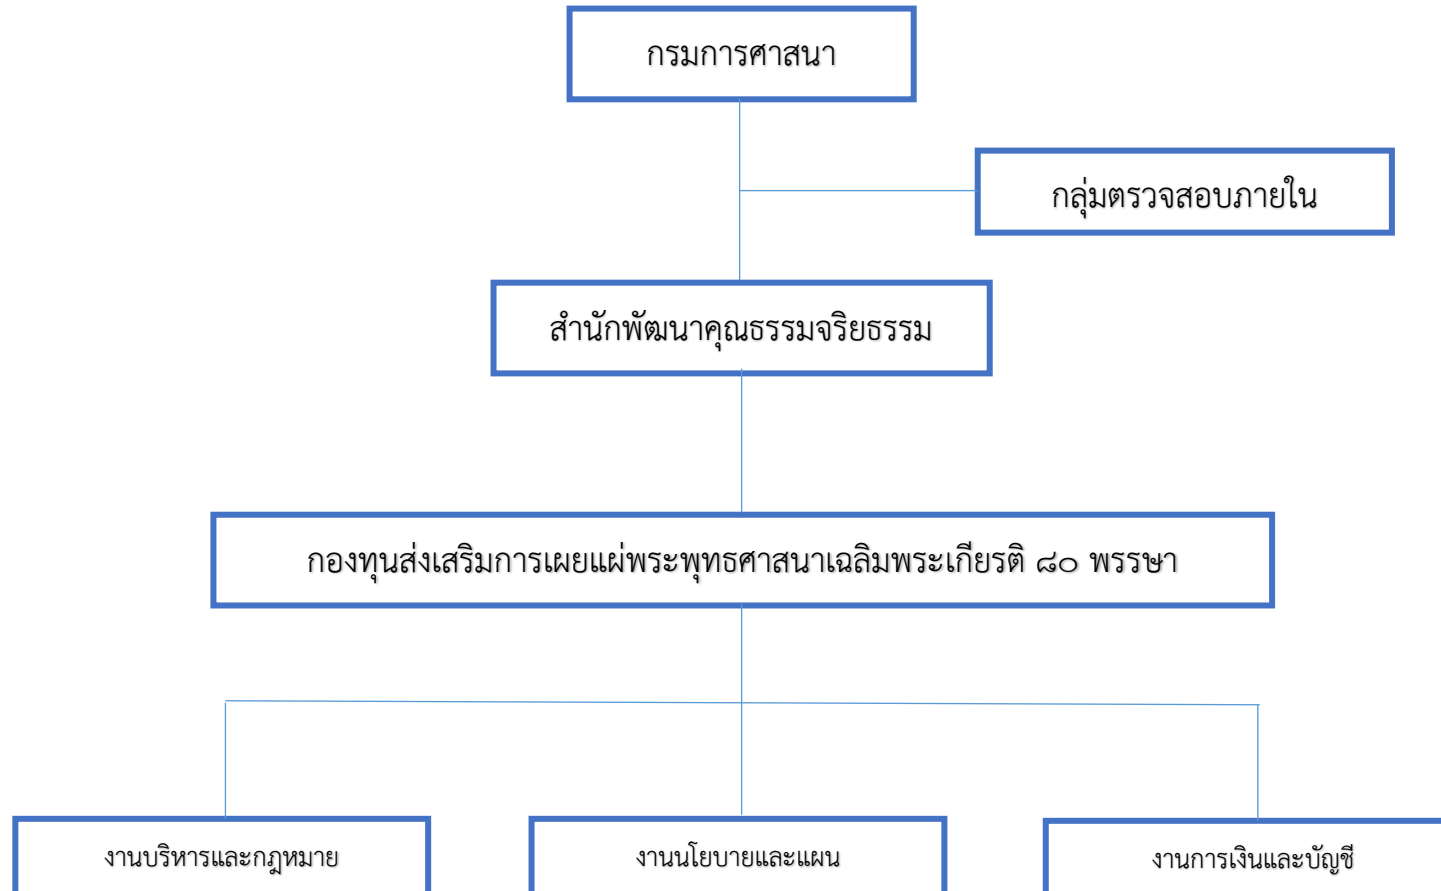 กรมการศาสนา
กลุ่มตรวจสอบภายใน
สำนักพัฒนาคุณธรรมจริยธรรม
กองทุนส่งเสริมการเผยแผ่พระพุทธศาสนาเฉลิมพระเกียรติ ๘๐ พรรษา
งานบริหารและกฎหมาย
งานนโยบายและแผน
งานการเงินและบัญชี